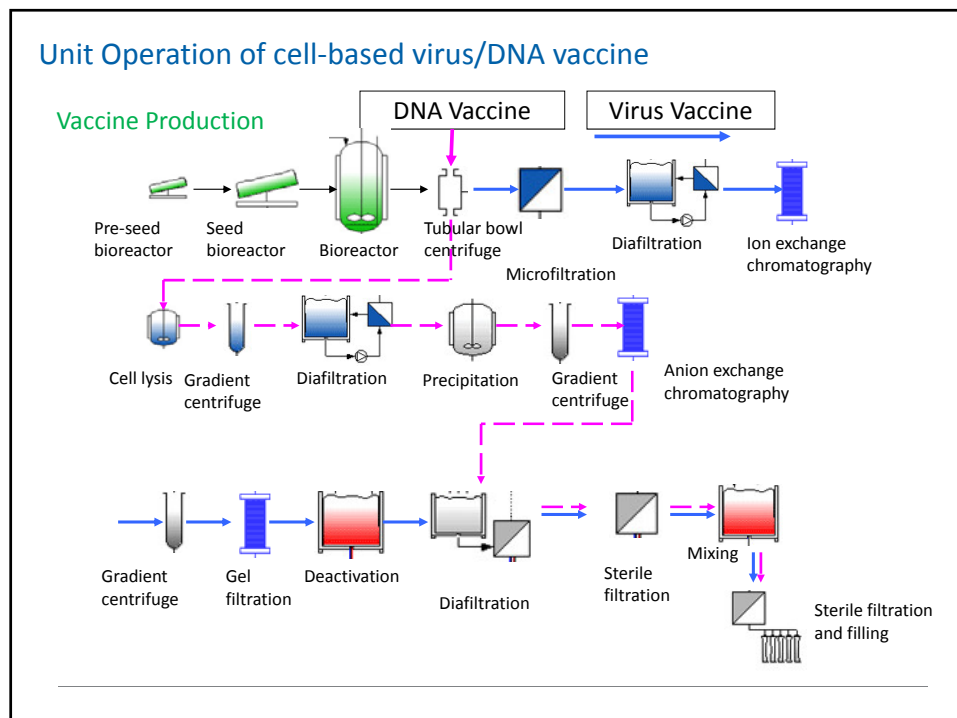 Unit Operation of cell-based virus/DNA vaccine
DNA Vaccine
Virus Vaccine
Vaccine Production
Pre-seed
bioreactor
Seed
bioreactor
Bioreactor
Tubular bowl
centrifuge
Microfiltration
Diafiltration
Ion exchange
chromatography
Cell lysis
Gradient
centrifuge
Diafiltration
Precipitation
Gradient
centrifuge
Anion exchange
chromatography
Gradient
centrifuge
Gel
filtration
Deactivation
Diafiltration
Sterile
filtration
Mixing
Sterile filtration
and filling